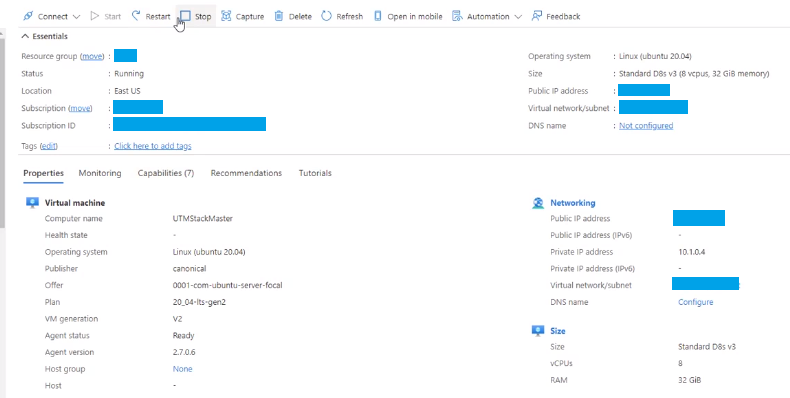 Connect Start Restart Stop Capture Delete Refresh Open in mobile Automation Feedback
Essentials
Resource group (move) :
Status : Running
Location : East US
Subscription (move) :
Subscription ID :
Tags (edit) : Click here to add tags
Operating system : Linux (ubuntu 20.04)
Size : Standard D8s v3 (8 vcpus, 32 GiB memory)
Public IP address :
Virtual network/subnet :
DNS name : Not configured
Properties Monitoring Capabilities (7) Recommendations Tutorials
Virtual machine
Computer name UTMStackMaster
Health state -
Operating system Linux (ubuntu 20.04)
Publisher canonical
Offer 0001-com-ubuntu-server-focal
Plan 20_04-lts-gen2
VM generation V2
Agent status Ready
Agent version 2.7.0.6
Host group None
Host -
Networking
Public IP address
Public IP address (IPv6) -
Private IP address 10.1.0.4
Private IP address (IPv6) -
Virtual network/subnet
DNS name Configure
Size
Size Standard D8s v3
vCPUs 8
RAM 32 GiB